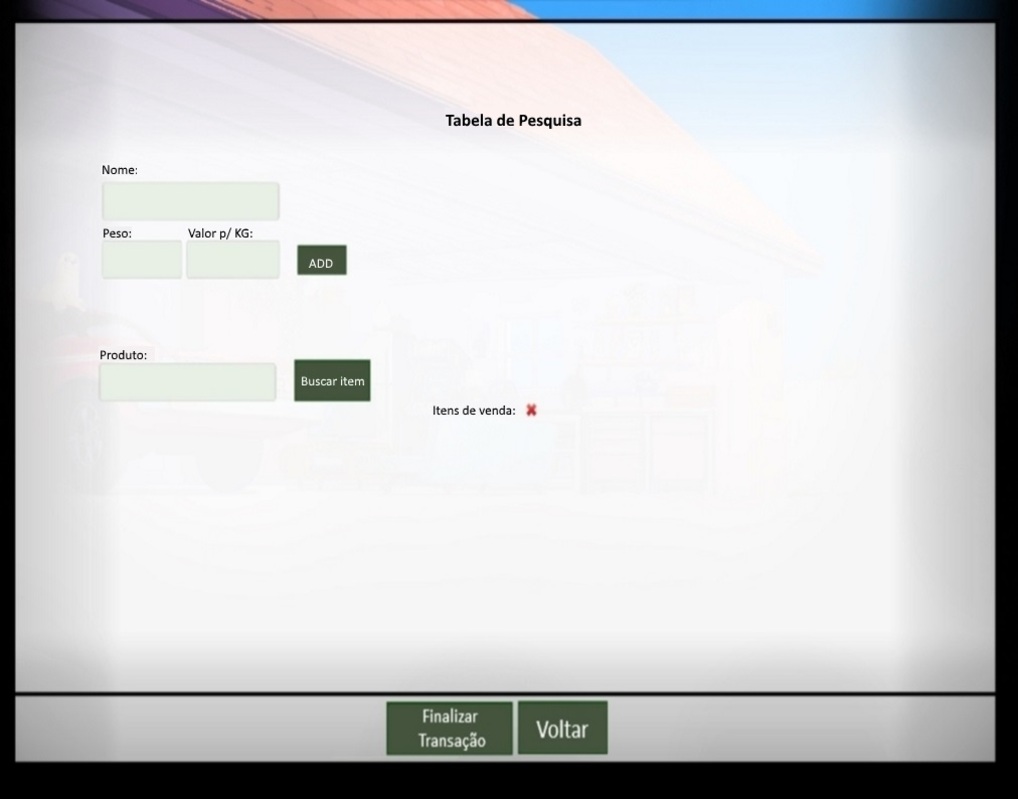 Tabela de Pesquisa
Nome:
Peso: Valor p/ KG:
ADD
Produto:
Buscar item
Itens de venda:
Finalizar
Transação
Voltar